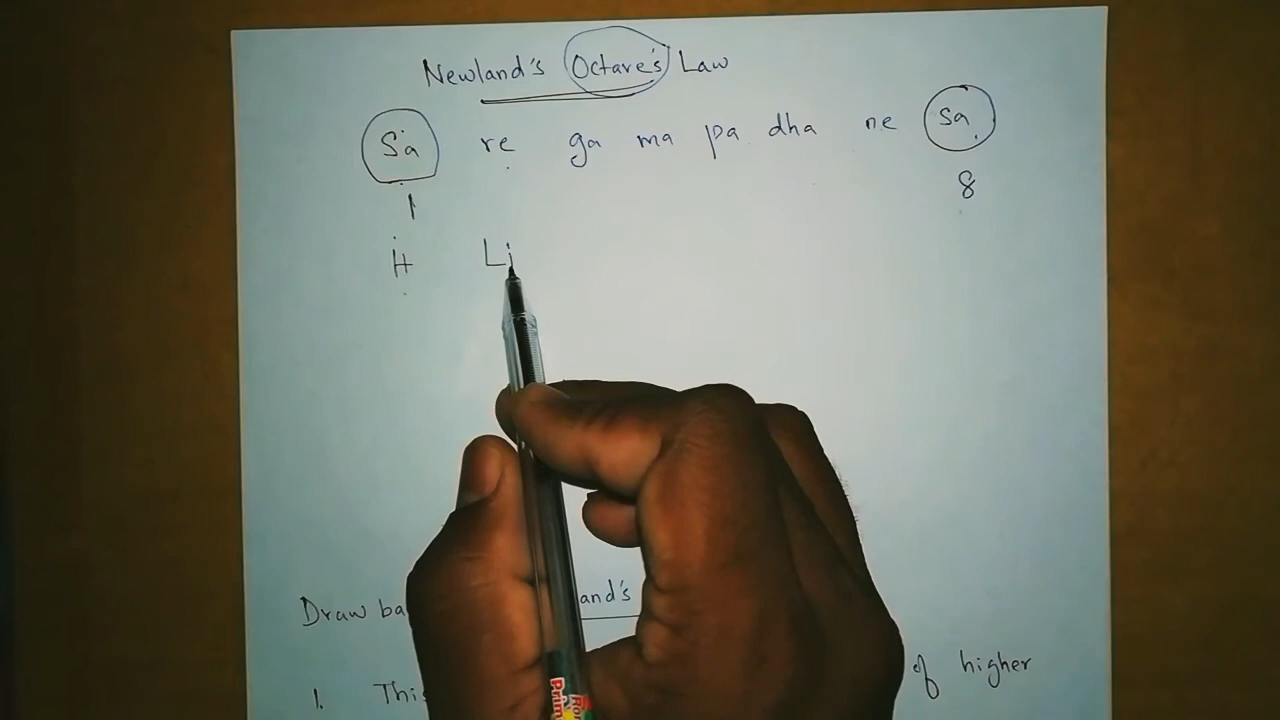 Newland's Octave's Law
Sa re ga ma pa dha ne Sa
1 8
H Li
Draw ba and's
1. This of higher